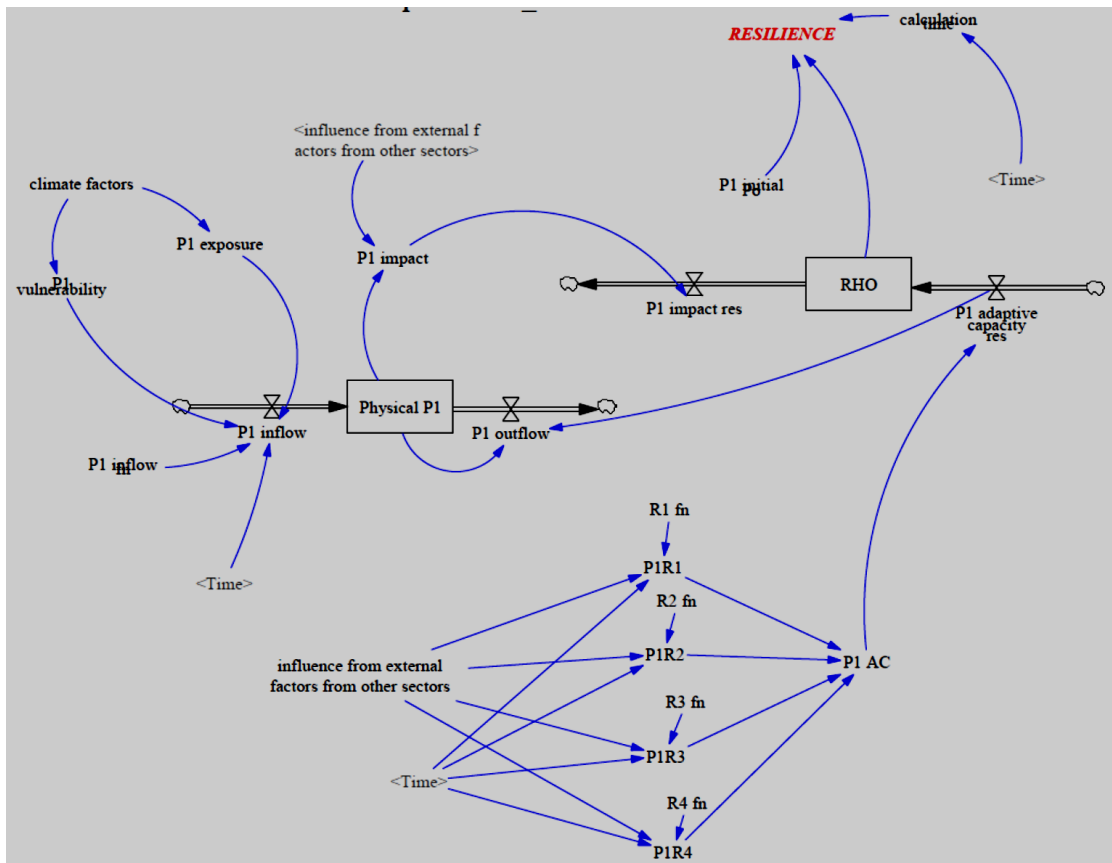 RESILIENCE
calculation
time
<influence from external f
actors from other sectors>
climate factors
P1 initial
<Time>
P1 exposure
P1 impact
P1
vulnerability
RHO
P1 impact res
P1 adaptive
capacity
res
Physical P1
P1 inflow
P1 outflow
P1 inflow
fn
R1 fn
<Time>
P1R1
R2 fn
influence from external
factors from other sectors
P1R2
P1 AC
R3 fn
P1R3
<Time>
R4 fn
P1R4